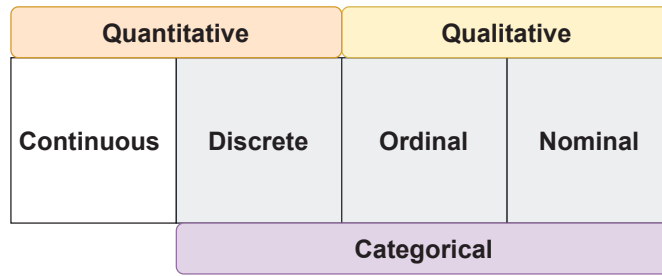 Quantitative Qualitative
Continuous Discrete Ordinal Nominal
Categorical